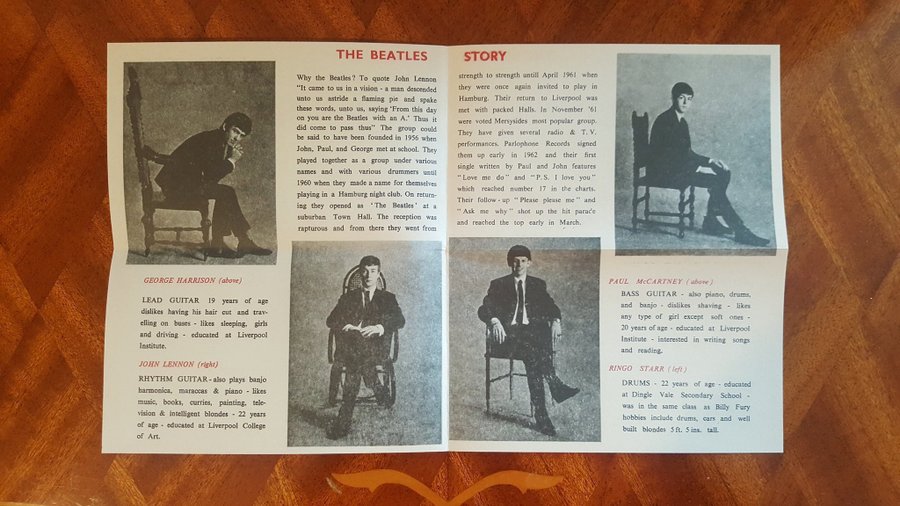 THE BEATLES STORY
Why the Beatles? To quote John Lennon
"It came to us in a vision - a man descended
unto us astride a flaming pie and spake
these words, unto us, saying 'From this day
on you are the Beatles with an A.' Thus it
did come to pass thus" The group could
be said to have been founded in 1956 when
John, Paul, and George met at school. They
played together as a group under various
names and with various drummers until
1960 when they made a name for themselves
playing in a Hamburg night club. On return-
ing they opened as 'The Beatles' at a
suburban Town Hall. The reception was
rapturous and from there they went from
strength to strength untill April 1961 when
they were once again invited to play in
Hamburg. Their return to Liverpool was
met with packed Halls. In November '61
were voted Mersysides most popular group.
They have given several radio & T.V.
performances. Parlophone Records signed
them up early in 1962 and their first
single written by Paul and John features
"Love me do" and "P.S. I love you"
which reached number 17 in the charts.
Their follow-up "Please please me" and
"Ask me why" shot up the hit parade
and reached the top early in March.
GEORGE HARRISON (above)
LEAD GUITAR 19 years of age
dislikes having his hair cut and trav-
elling on buses - likes sleeping, girls
and driving - educated at Liverpool
Institute.
JOHN LENNON (right)
RHYTHM GUITAR - also plays banjo
harmonica, maraccas & piano - likes
music, books, curries, painting, tele-
vision & intelligent blondes - 22 years
of age - educated at Liverpool College
of Art.
PAUL McCARTNEY (above)
BASS GUITAR - also piano, drums,
and banjo - dislikes shaving - likes
any type of girl except soft ones -
20 years of age - educated at Liverpool
Institute - interested in writing songs
and reading.
RINGO STARR (left)
DRUMS - 22 years of age - educated
at Dingle Vale Secondary School -
was in the same class as Billy Fury
hobbies include drums, cars and well
built blondes 5 ft. 5 ins. tall.